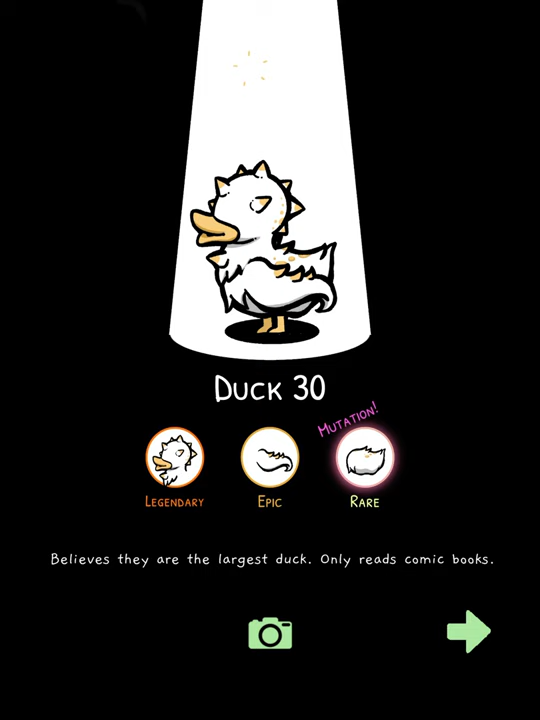 Duck 30
Mutation!
Legendary
Epic
Rare
Believes they are the largest duck. Only reads comic books.